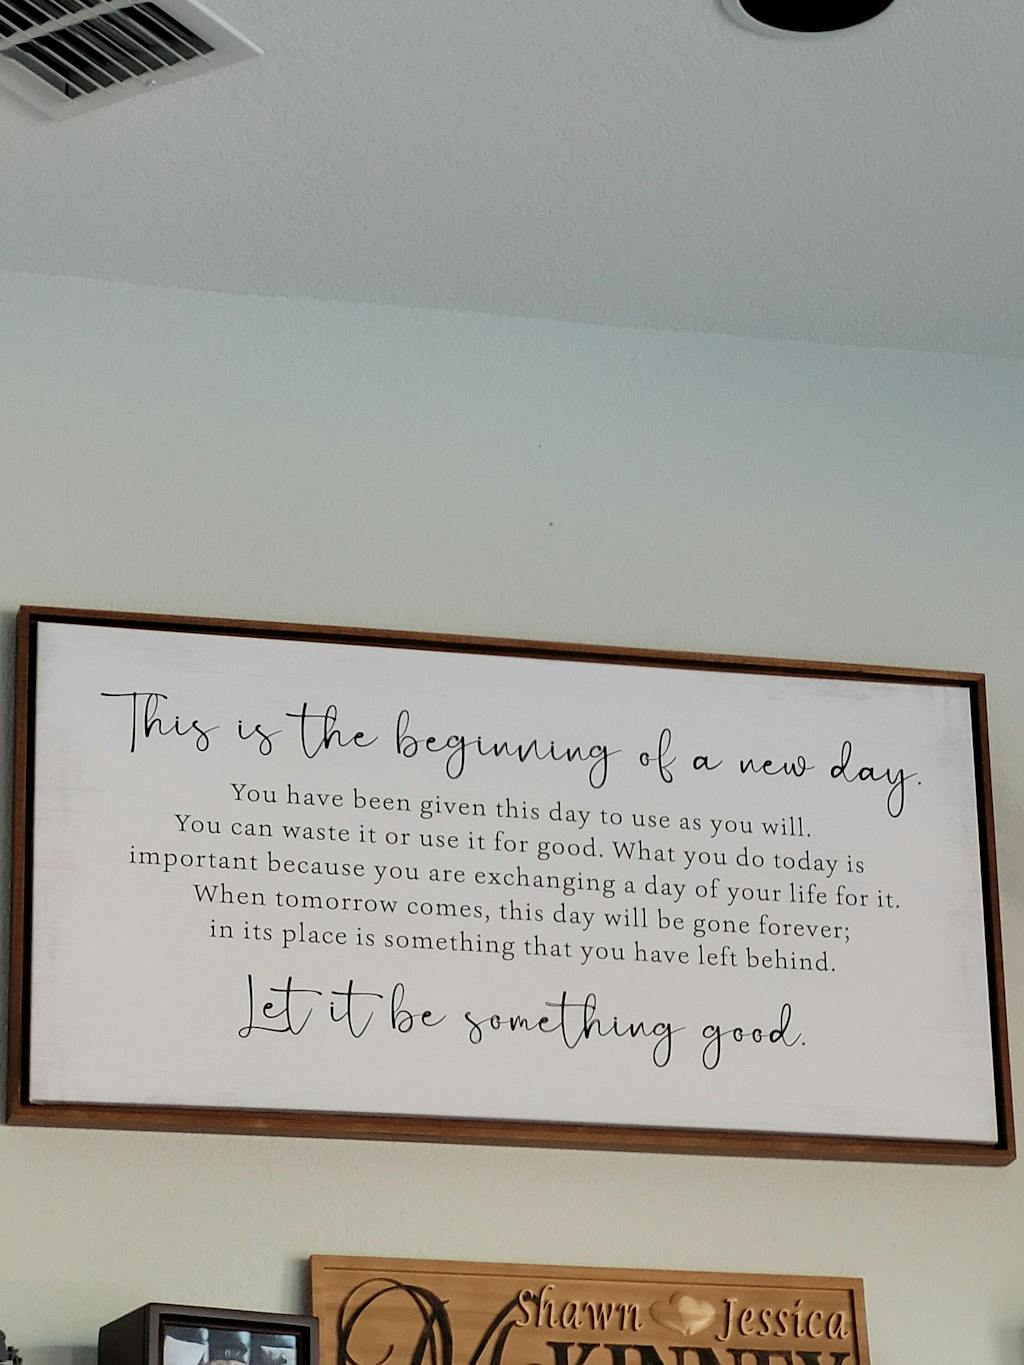 This is the beginning of a new day.
You have been given this day to use as you will.
You can waste it or use it for good. What you do today is
important because you are exchanging a day of your life for it.
When tomorrow comes, this day will be gone forever;
in its place is something that you have left behind.
Let it be something good.
Shawn Jessica